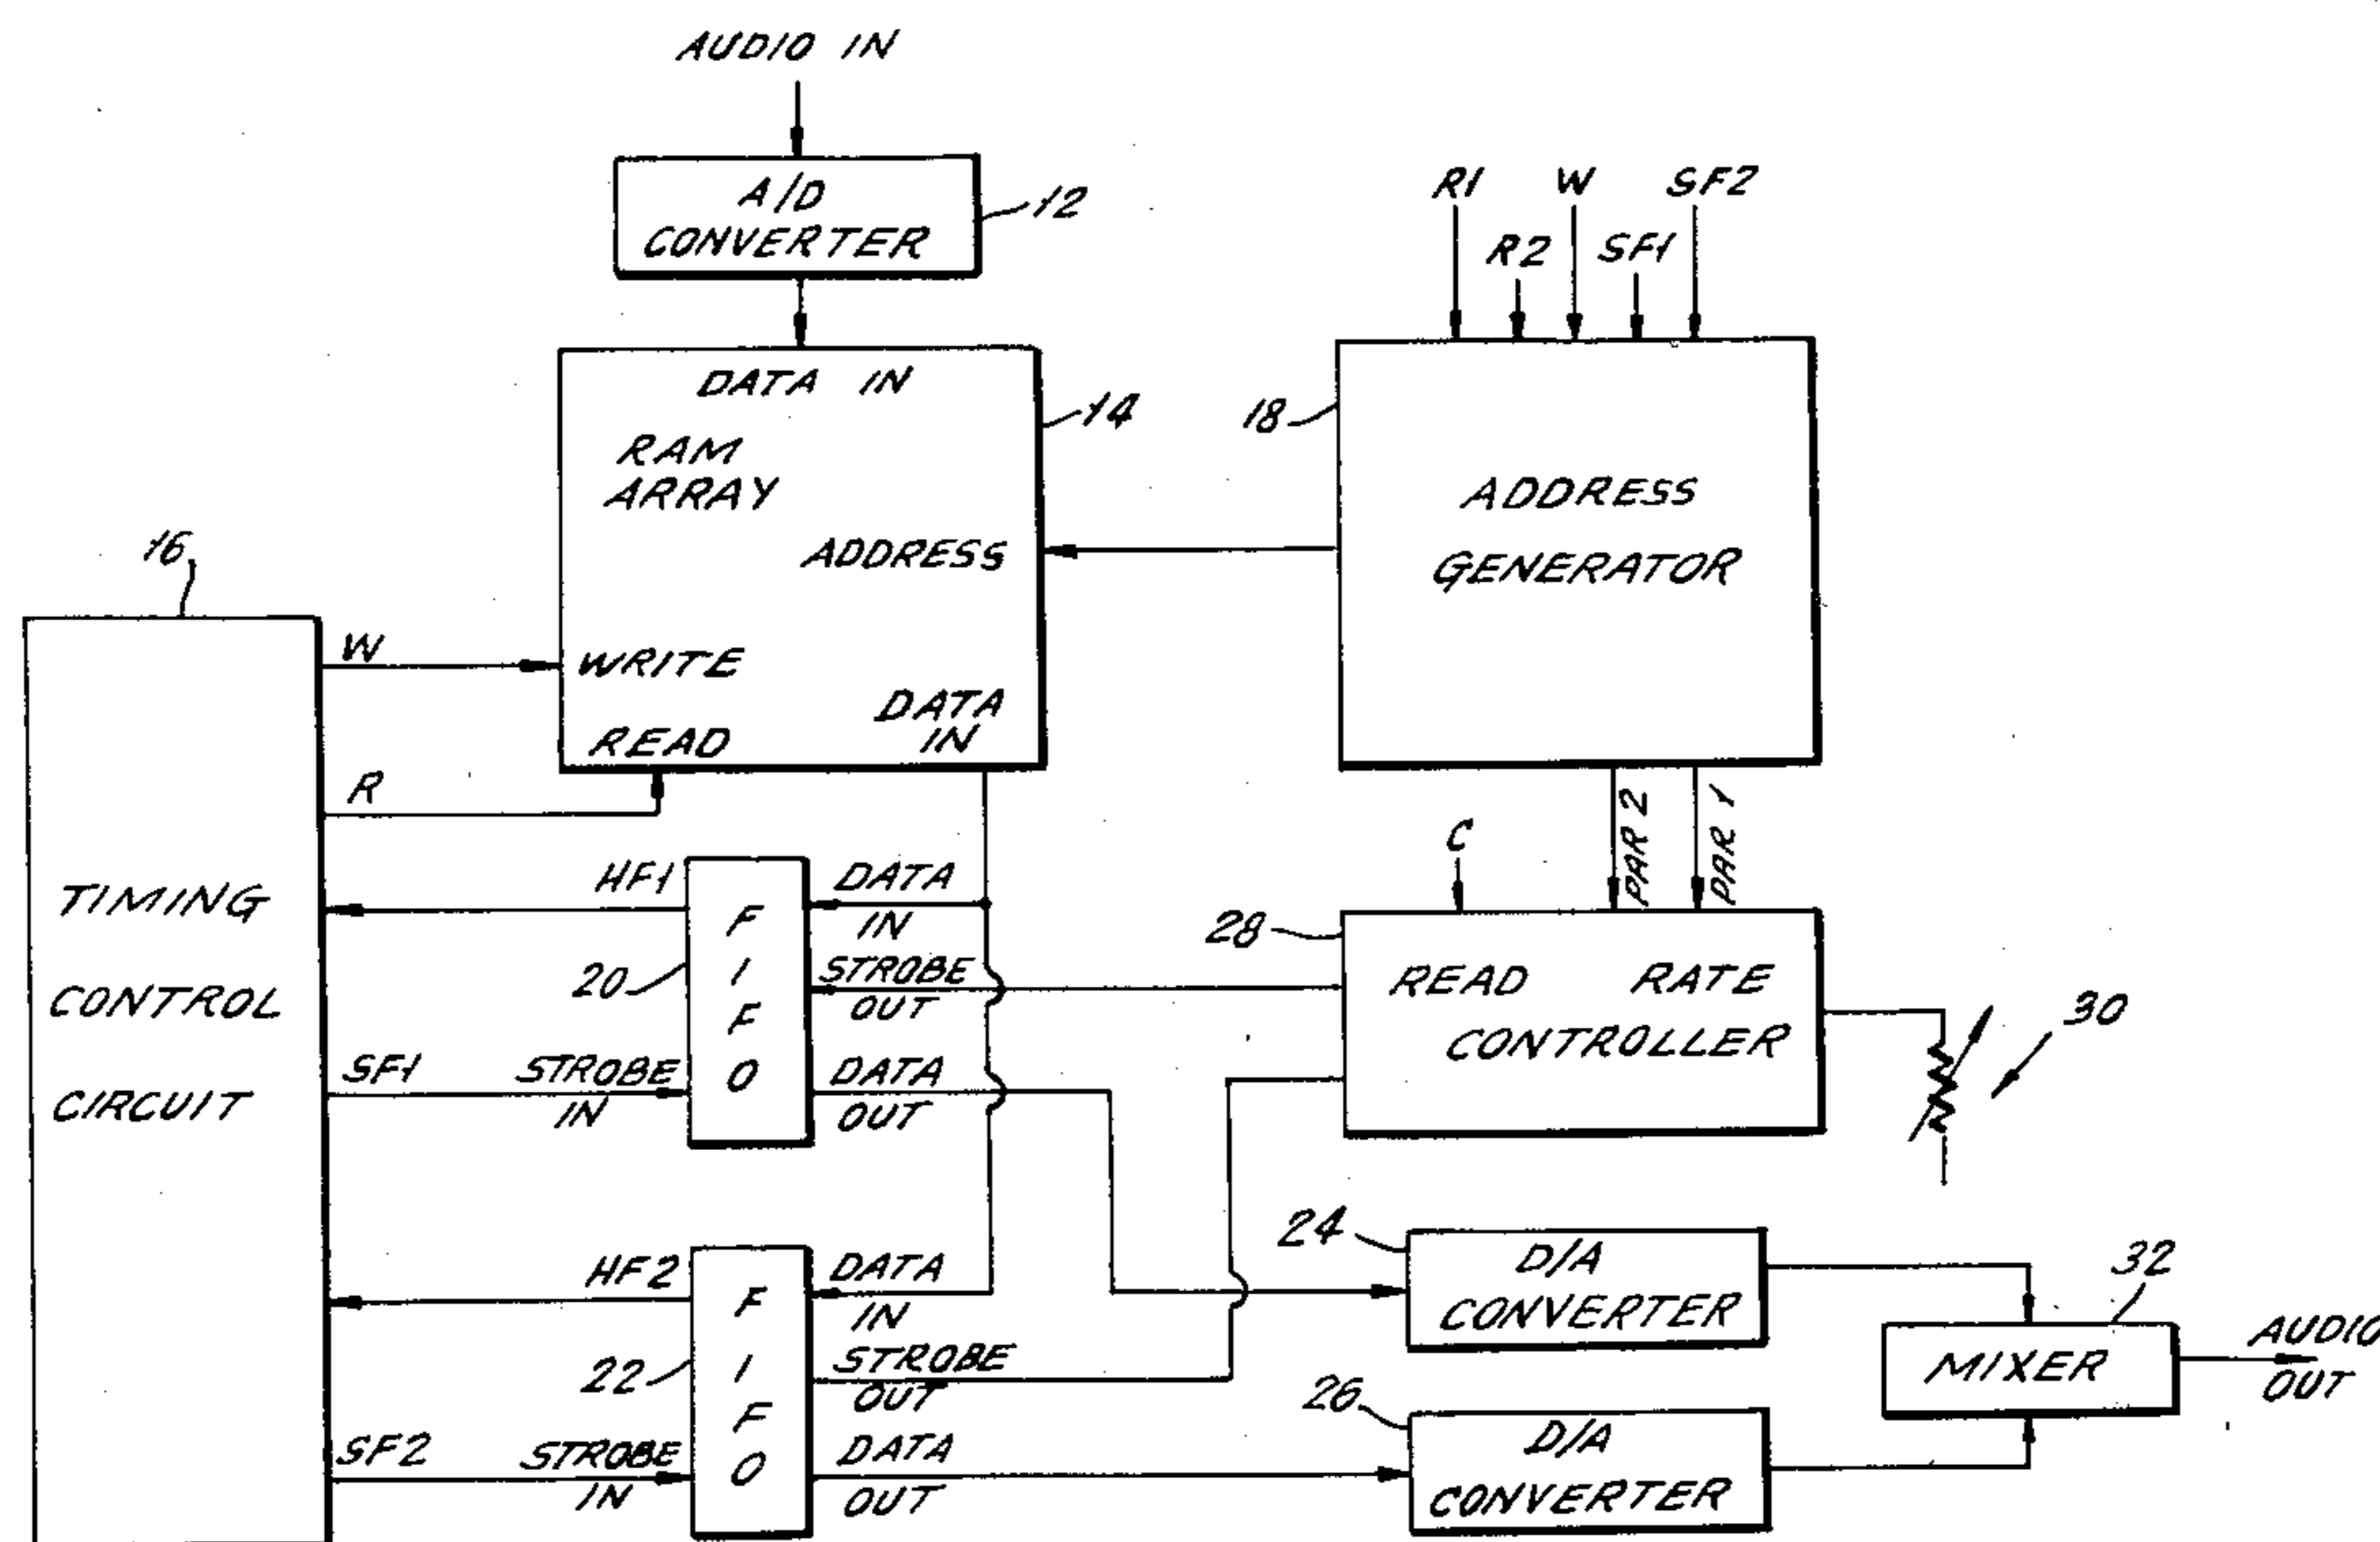 AUDIO IN
A/D
CONVERTER
12
R1
W
SF2
R2
SF1
DATA IN
RAM
ARRAY
ADDRESS
WRITE
READ
DATA
IN
14
18
ADDRESS
GENERATOR
16
W
R
TIMING
CONTROL
CIRCUIT
HF1
20
SF1
STROBE
IN
F
I
F
O
DATA
IN
STROBE
OUT
DATA
OUT
C
PAR 2
PAR 1
28
READ RATE
CONTROLLER
30
HF2
22
SF2
STROBE
IN
F
I
F
O
DATA
IN
STROBE
OUT
DATA
OUT
24
D/A
CONVERTER
26
D/A
CONVERTER
32
MIXER
AUDIO
OUT